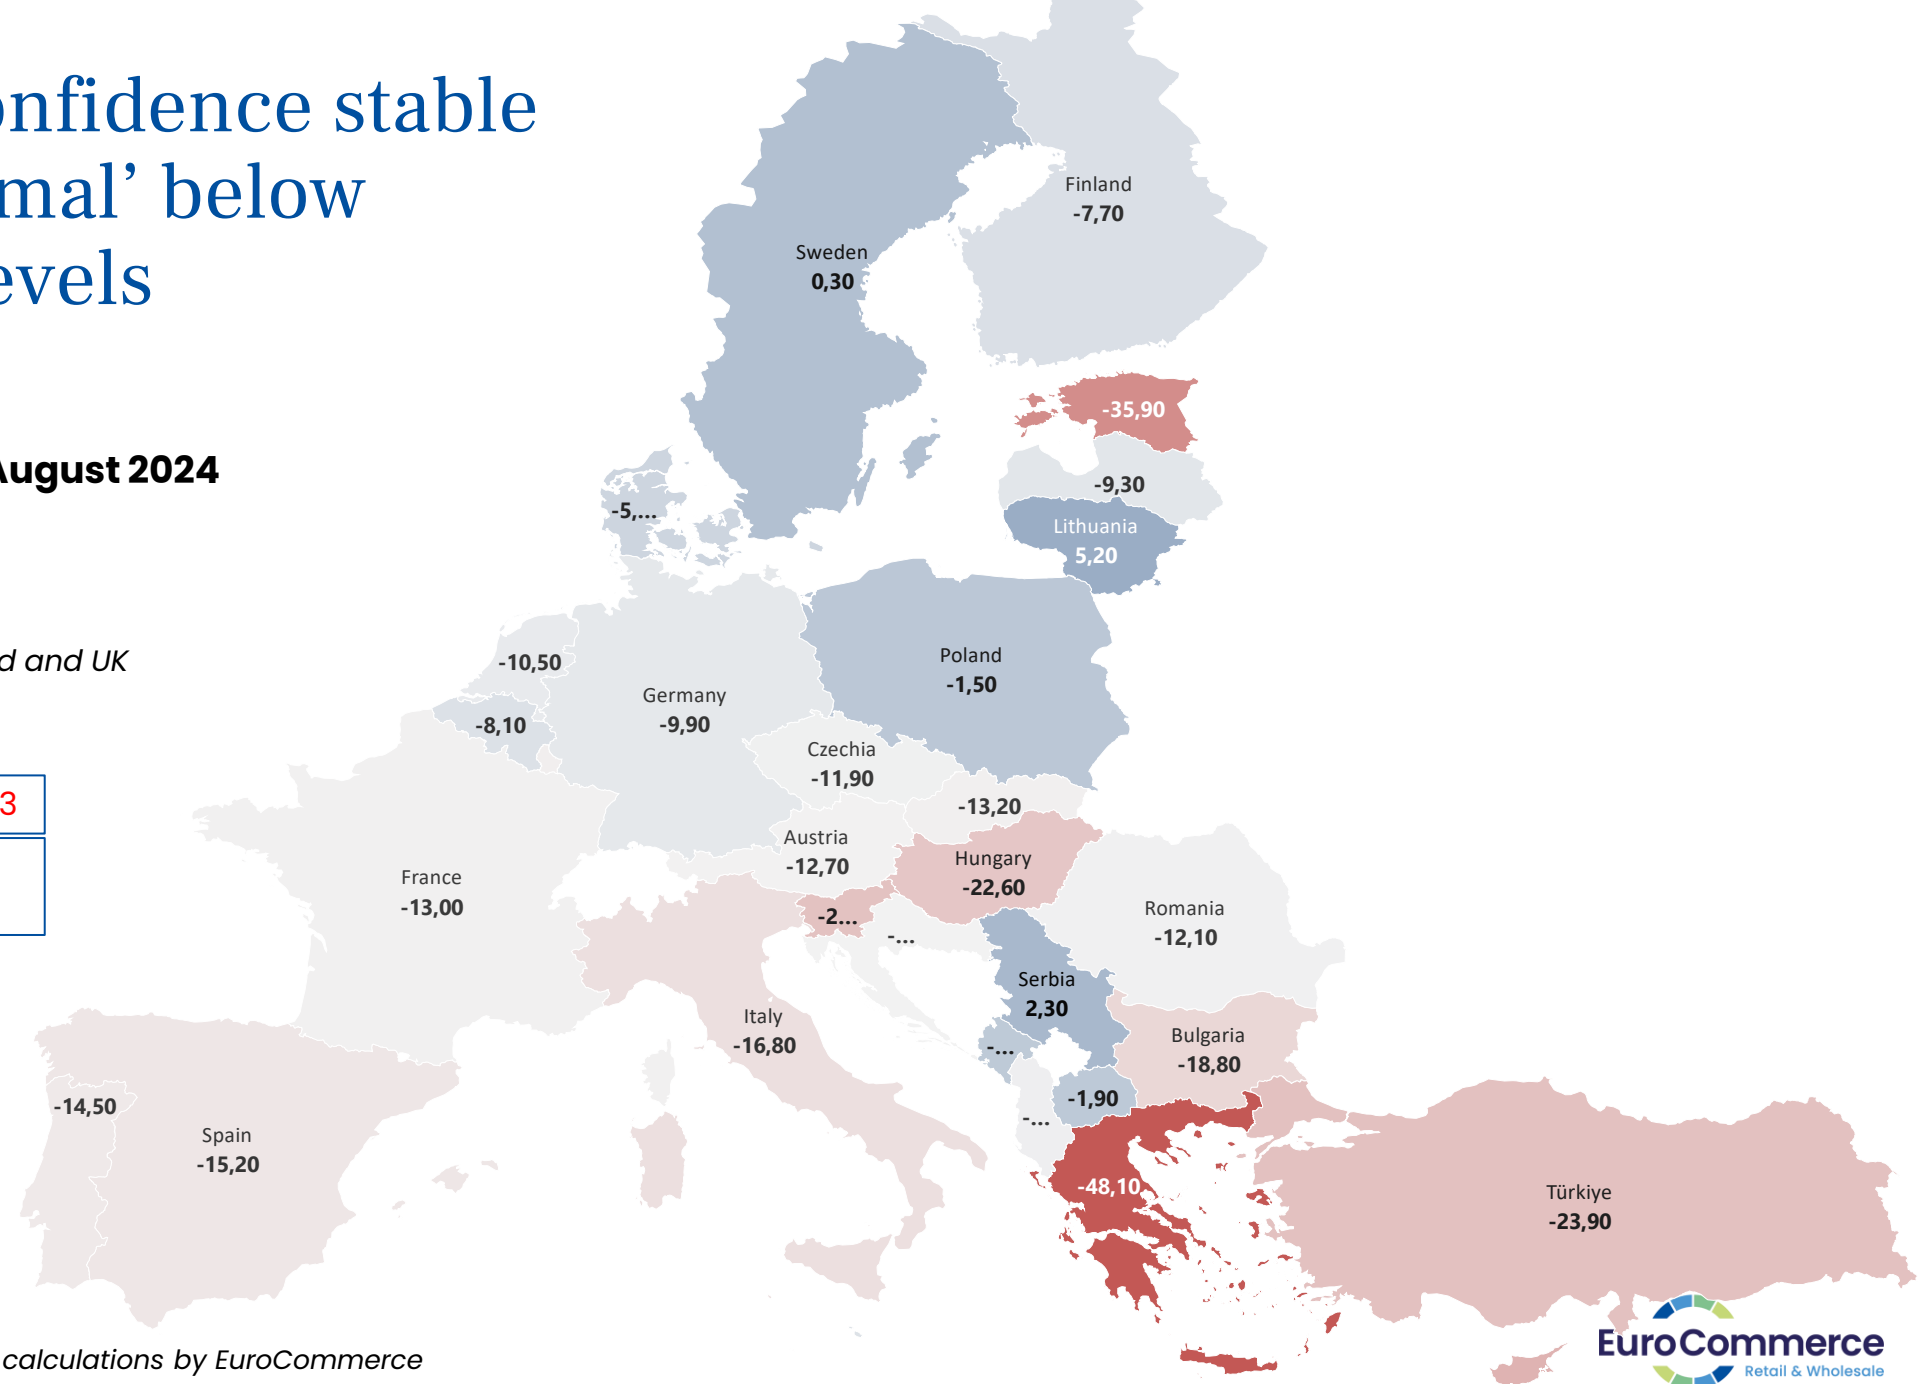 onfidence stable
mal’ below
evels
August 2024
d and UK
3
calculations by EuroCommerce
Finland
-7,70
Sweden
0,30
-35,90
-9,30
Lithuania
5,20
-5,...
-10,50
-8,10
Germany
-9,90
Poland
-1,50
Czechia
-11,90
-13,20
Austria
-12,70
Hungary
-22,60
France
-13,00
-2...
-...
Romania
-12,10
Serbia
2,30
Italy
-16,80
-...
Bulgaria
-18,80
-1,90
-...
-14,50
Spain
-15,20
-48,10
Türkiye
-23,90
EuroCommerce
Retail & Wholesale